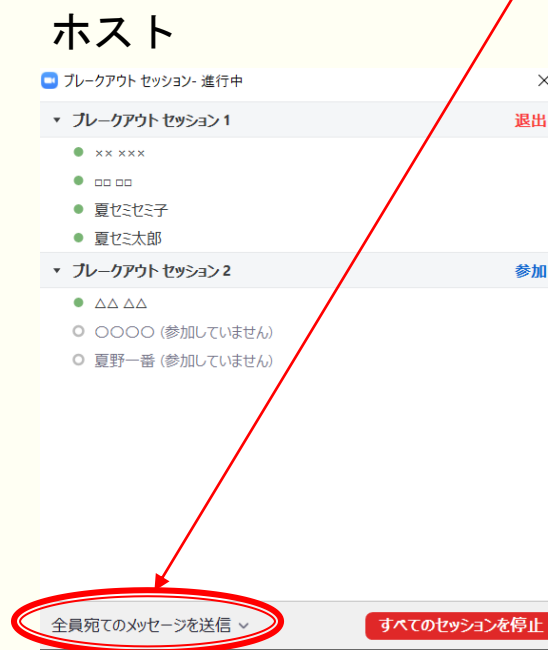 ホスト
ブレークアウト セッション- 進行中
ブレークアウト セッション 1 退出
×× ×××
□□ □□
夏セミセミ子
夏セミ太郎
ブレークアウト セッション 2 参加
△△ △△
〇〇〇〇 (参加していません)
夏野一番 (参加していません)
全員宛てのメッセージを送信 すべてのセッションを停止